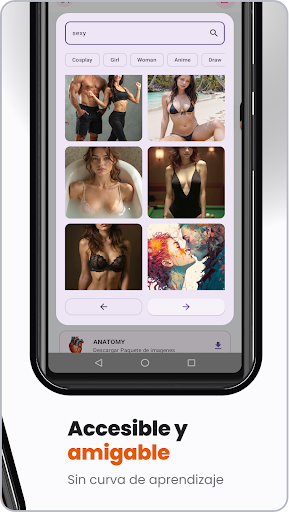 sexy
Cosplay Girl Woman Anime Draw
ANATOMY
Descargar Paquete de imagenes
Accesible y
amigable
Sin curva de aprendizaje